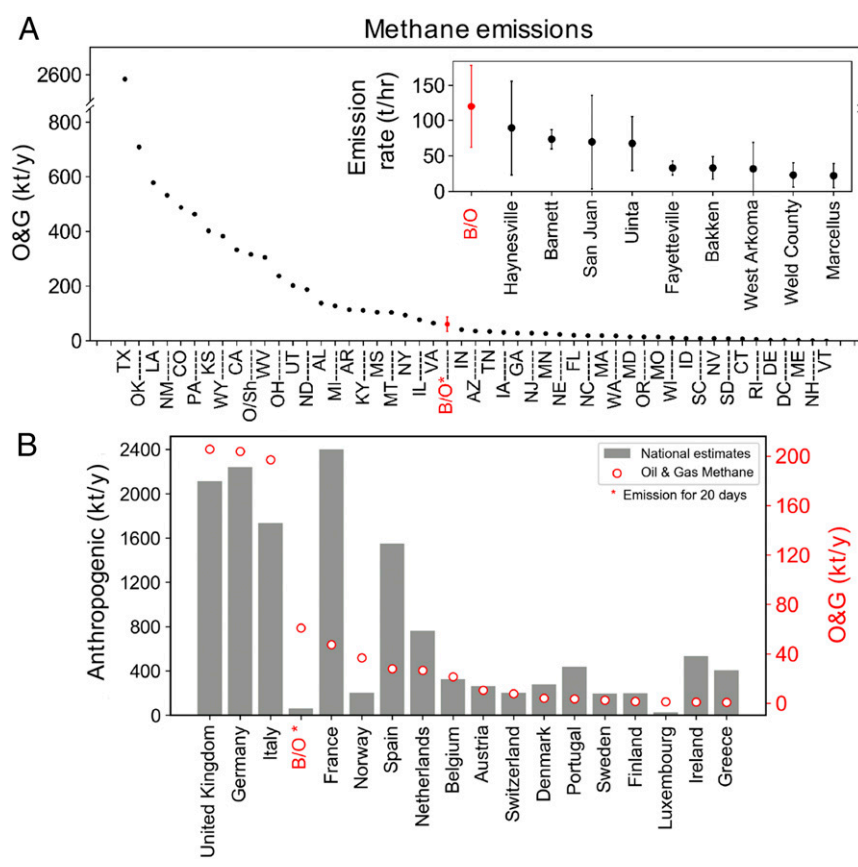 A
Methane emissions
O&G (kt/y)
2600
800
600
400
200
0
Emission
rate (t/hr)
150
100
50
0
B/O
Haynesville
Barnett
San Juan
Uinta
Fayetteville
Bakken
West Arkoma
Weld County
Marcellus
TX
OK
LA
NM
CO
PA
KS
WY
CA
O/Sh
WV
OH
UT
ND
AL
MI
AR
KY
MS
MT
NY
IL
VA
B/O*
IN
AZ
TN
IA
GA
NJ
MN
NE
FL
NC
MA
WA
MD
OR
MO
WI
ID
SC
NV
SD
CT
RI
DE
DC
ME
NH
VT
B
Anthropogenic (kt/y)
2400
2000
1600
1200
800
400
0
National estimates
Oil & Gas Methane
* Emission for 20 days
200
160
120
80
40
0
O&G (kt/y)
United Kingdom
Germany
Italy
B/O *
France
Norway
Spain
Netherlands
Belgium
Austria
Switzerland
Denmark
Portugal
Sweden
Finland
Luxembourg
Ireland
Greece